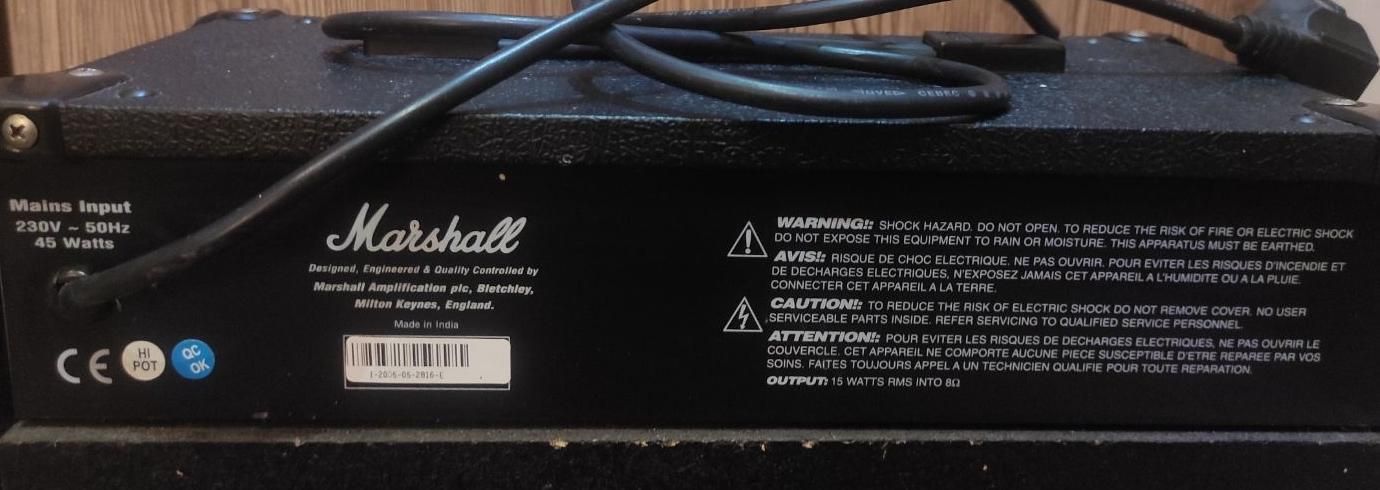 INVEL CEBEC
Mains Input
230V ~ 50Hz
45 Watts
Marshall
Designed, Engineered & Quality Controlled by
Marshall Amplification plc, Bletchley,
Milton Keynes, England.
Made in India
CE
HI
POT
QC
OK
1-2006-05-2816-E
WARNING!: SHOCK HAZARD. DO NOT OPEN. TO REDUCE THE RISK OF FIRE OR ELECTRIC SHOCK
DO NOT EXPOSE THIS EQUIPMENT TO RAIN OR MOISTURE. THIS APPARATUS MUST BE EARTHED.
AVIS!: RISQUE DE CHOC ELECTRIQUE. NE PAS OUVRIR. POUR EVITER LES RISQUES D'INCENDIE ET
DE DECHARGES ELECTRIQUES, N'EXPOSEZ JAMAIS CET APPAREIL A L'HUMIDITE OU A LA PLUIE.
CONNECTER CET APPAREIL A LA TERRE.
CAUTION!: TO REDUCE THE RISK OF ELECTRIC SHOCK DO NOT REMOVE COVER. NO USER
SERVICEABLE PARTS INSIDE. REFER SERVICING TO QUALIFIED SERVICE PERSONNEL.
ATTENTION!: POUR EVITER LES RISQUES DE DECHARGES ELECTRIQUES, NE PAS OUVRIR LE
COUVERCLE. CET APPAREIL NE COMPORTE AUCUNE PIECE SUSCEPTIBLE D'ETRE REPAREE PAR VOS
SOINS. FAITES TOUJOURS APPEL A UN TECHNICIEN QUALIFIE POUR TOUTE REPARATION.
OUTPUT: 15 WATTS RMS INTO 8Ω